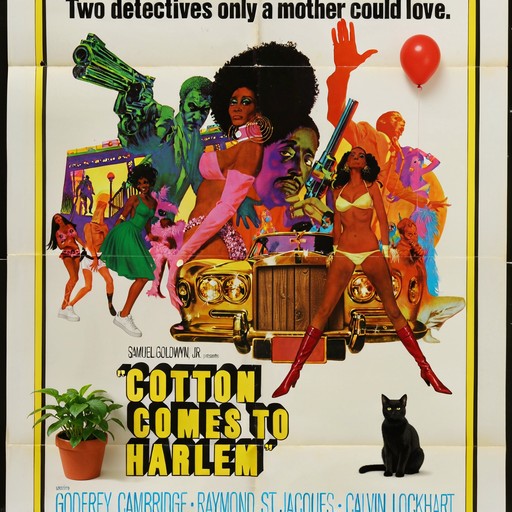 Two detectives only a mother could love.
SAMUEL GOLDWYN, JR. presents
"COTTON
COMES TO
HARLEM"
GODFREY CAMBRIDGE · RAYMOND ST. JACQUES · CALVIN LOCKHART